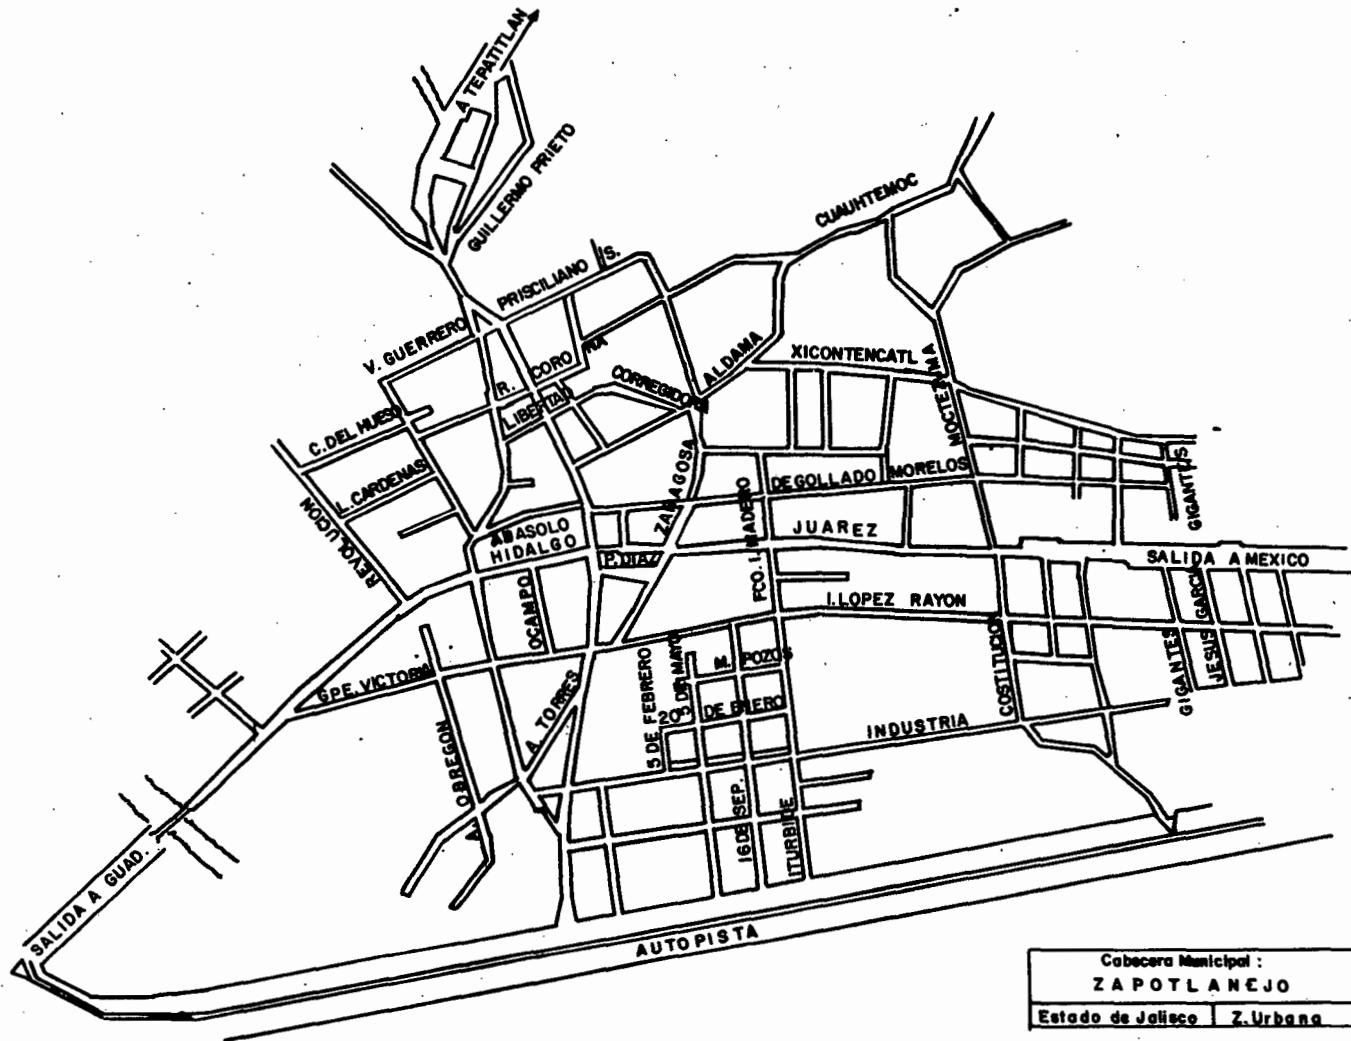 A TEPATITLAN
GUILLERMO PRIETO
CUAUHTEMOC
PRISCILIANO S.
V. GUERRERO
ALDAMA
XICONTENCATL
R. CORONA
CORREGIDORA
MOCTEZUMA
LIBERTAD
C. DEL HUESO
L. CARDENAS
ZARAGOSA
DEGOLLADO
MORELOS
GIGANTES
REVOLUCION
ABASOLO
HIDALGO
P. DIAZ
FCO. I. MADERO
JUAREZ
SALIDA A MEXICO
OCAMPO
I. LOPEZ RAYON
COSTITUCION
GIGANTES
JESUS GARCIA
GPE. VICTORIA
A. TORRES
5 DE FEBRERO
5 DE MAYO
M. POZOS
20 DE ENERO
INDUSTRIA
A. OBREGON
16 DE SEP.
ITURBIDE
SALIDA A GUAD.
AUTOPISTA
Cabecera Municipal :
ZAPOTLANEJO
Estado de Jalisco
Z. Urbana